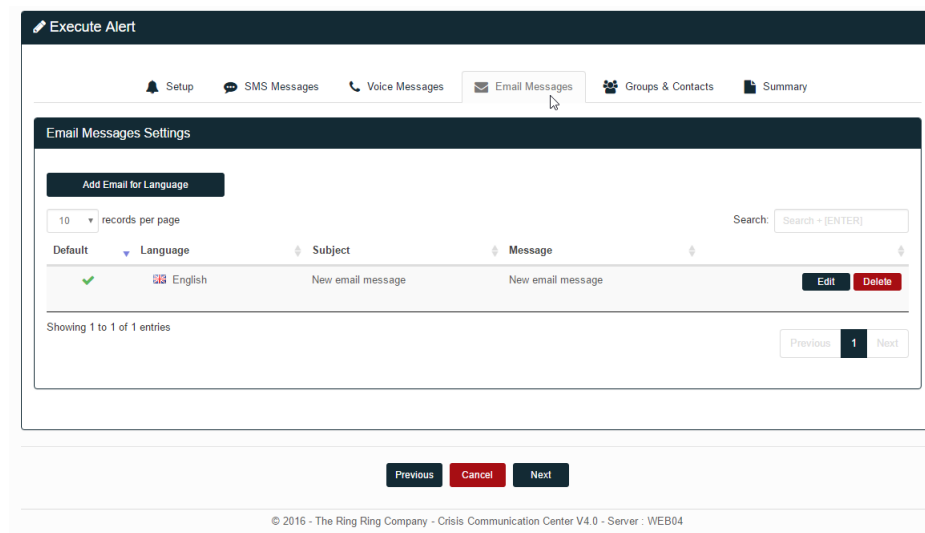 Execute Alert
Setup SMS Messages Voice Messages Email Messages Groups & Contacts Summary
Email Messages Settings
Add Email for Language
10 records per page Search: Search + [ENTER]
Default Language Subject Message
English New email message New email message Edit Delete
Showing 1 to 1 of 1 entries
Previous 1 Next
Previous Cancel Next
© 2016 - The Ring Ring Company - Crisis Communication Center V4.0 - Server : WEB04